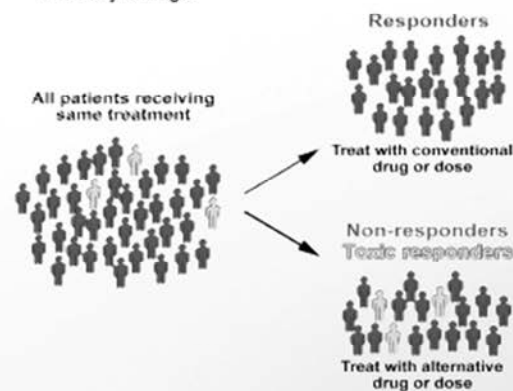 Responders
All patients receiving
same treatment
Treat with conventional
drug or dose
Non-responders
Toxic responders
Treat with alternative
drug or dose